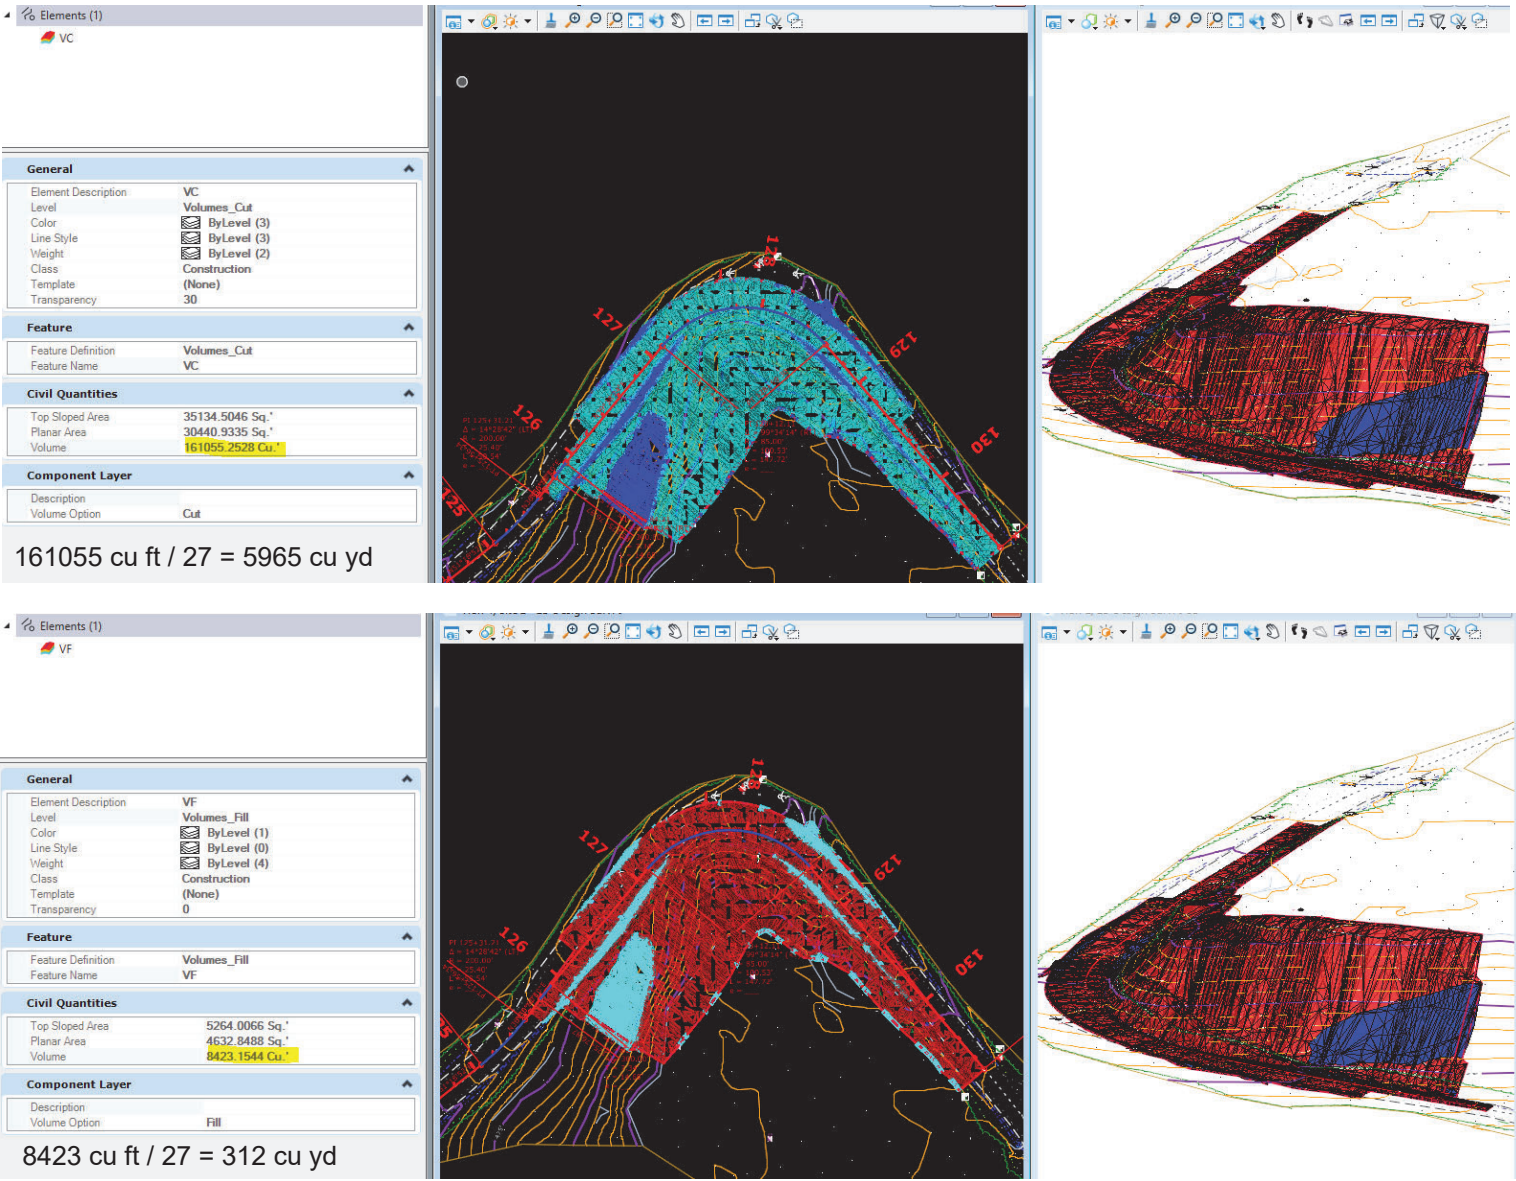 Elements (1)
VC
General
Element Description VC
Level Volumes_Cut
Color ByLevel (3)
Line Style ByLevel (3)
Weight ByLevel (2)
Class Construction
Template (None)
Transparency 30
Feature
Feature Definition Volumes_Cut
Feature Name VC
Civil Quantities
Top Sloped Area 35134.5046 Sq.'
Planar Area 30440.9335 Sq.'
Volume 161055.2528 Cu.'
Component Layer
Description
Volume Option Cut
161055 cu ft / 27 = 5965 cu yd
128
127
129
126
130
125
Elements (1)
VF
General
Element Description VF
Level Volumes_Fill
Color ByLevel (1)
Line Style ByLevel (0)
Weight ByLevel (4)
Class Construction
Template (None)
Transparency 0
Feature
Feature Definition Volumes_Fill
Feature Name VF
Civil Quantities
Top Sloped Area 5264.0066 Sq.'
Planar Area 4632.8488 Sq.'
Volume 8423.1544 Cu.'
Component Layer
Description
Volume Option Fill
8423 cu ft / 27 = 312 cu yd
128
127
129
126
130